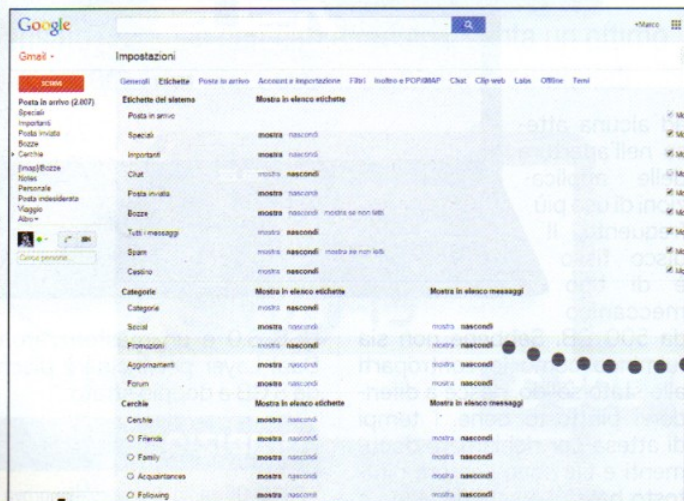 Google
+Marco
Gmail
Impostazioni
SCRIVI
Generali Etichette Posta in arrivo Account e importazione Filtri Inoltro e POP/IMAP Chat Clip web Labs Offline Temi
Posta in arrivo (2.807)
Speciali
Importanti
Posta inviata
Bozze
Cerchie
[Imap]/Bozze
Notes
Personale
Posta indesiderata
Viaggio
Altro
Cerca persone...
Etichette del sistema Mostra in elenco etichette
Posta in arrivo
Speciali mostra nascondi
Importanti mostra nascondi
Chat mostra nascondi
Posta inviata mostra nascondi
Bozze mostra nascondi mostra se non letti
Tutti i messaggi mostra nascondi
Spam mostra nascondi mostra se non letti
Cestino mostra nascondi
Categorie Mostra in elenco etichette Mostra in elenco messaggi
Categorie mostra nascondi
Social mostra nascondi mostra nascondi
Promozioni mostra nascondi mostra nascondi
Aggiornamenti mostra nascondi mostra nascondi
Forum mostra nascondi mostra nascondi
Cerchie Mostra in elenco etichette Mostra in elenco messaggi
Cerchie mostra nascondi
Friends mostra nascondi mostra nascondi
Family mostra nascondi mostra nascondi
Acquaintances mostra nascondi mostra nascondi
Following mostra nascondi mostra nascondi